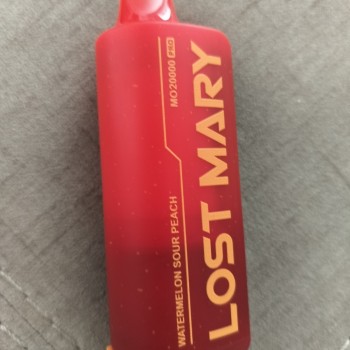 LOST MARY
MO20000 PRO
WATERMELON SOUR PEACH